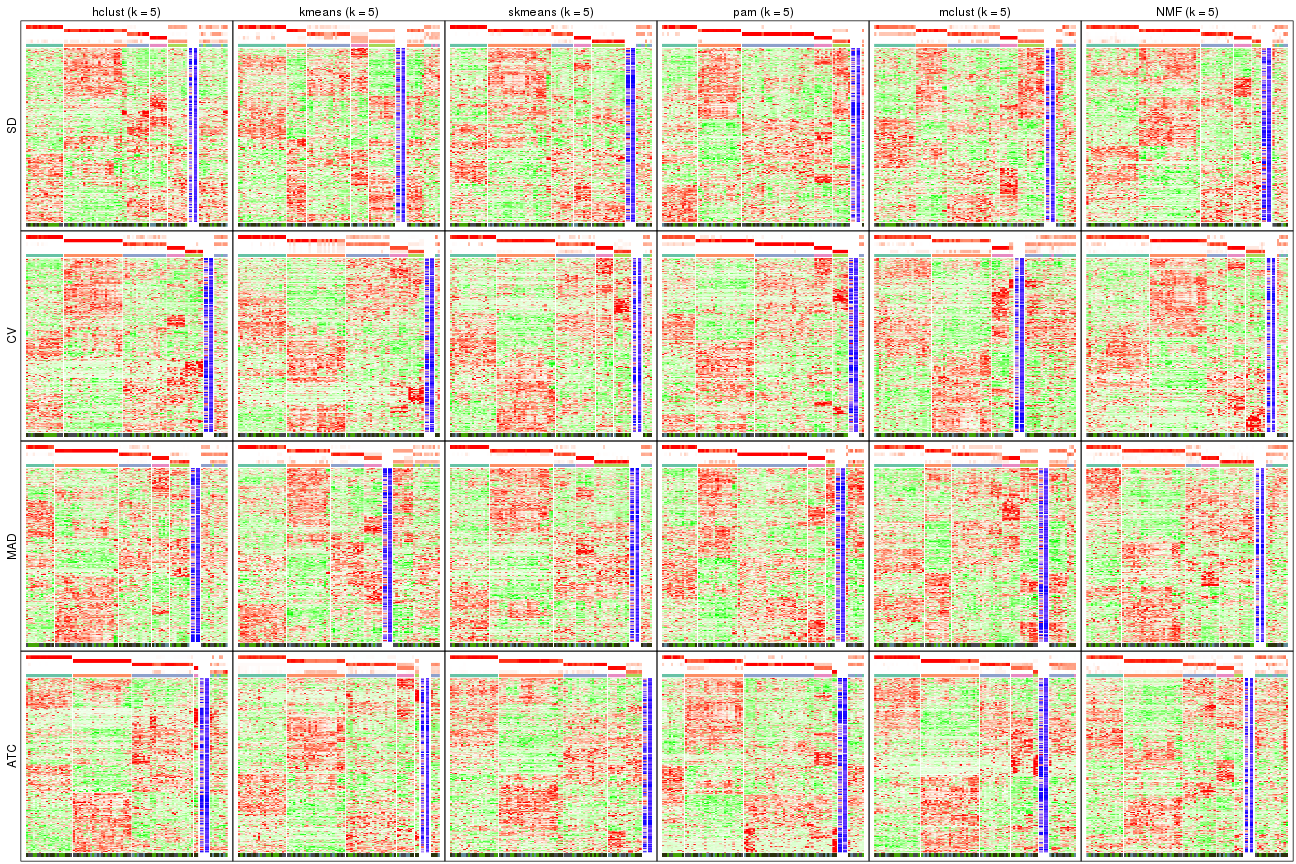 hclust (k = 5) kmeans (k = 5) skmeans (k = 5) pam (k = 5) mclust (k = 5) NMF (k = 5)
SD
CV
MAD
ATC